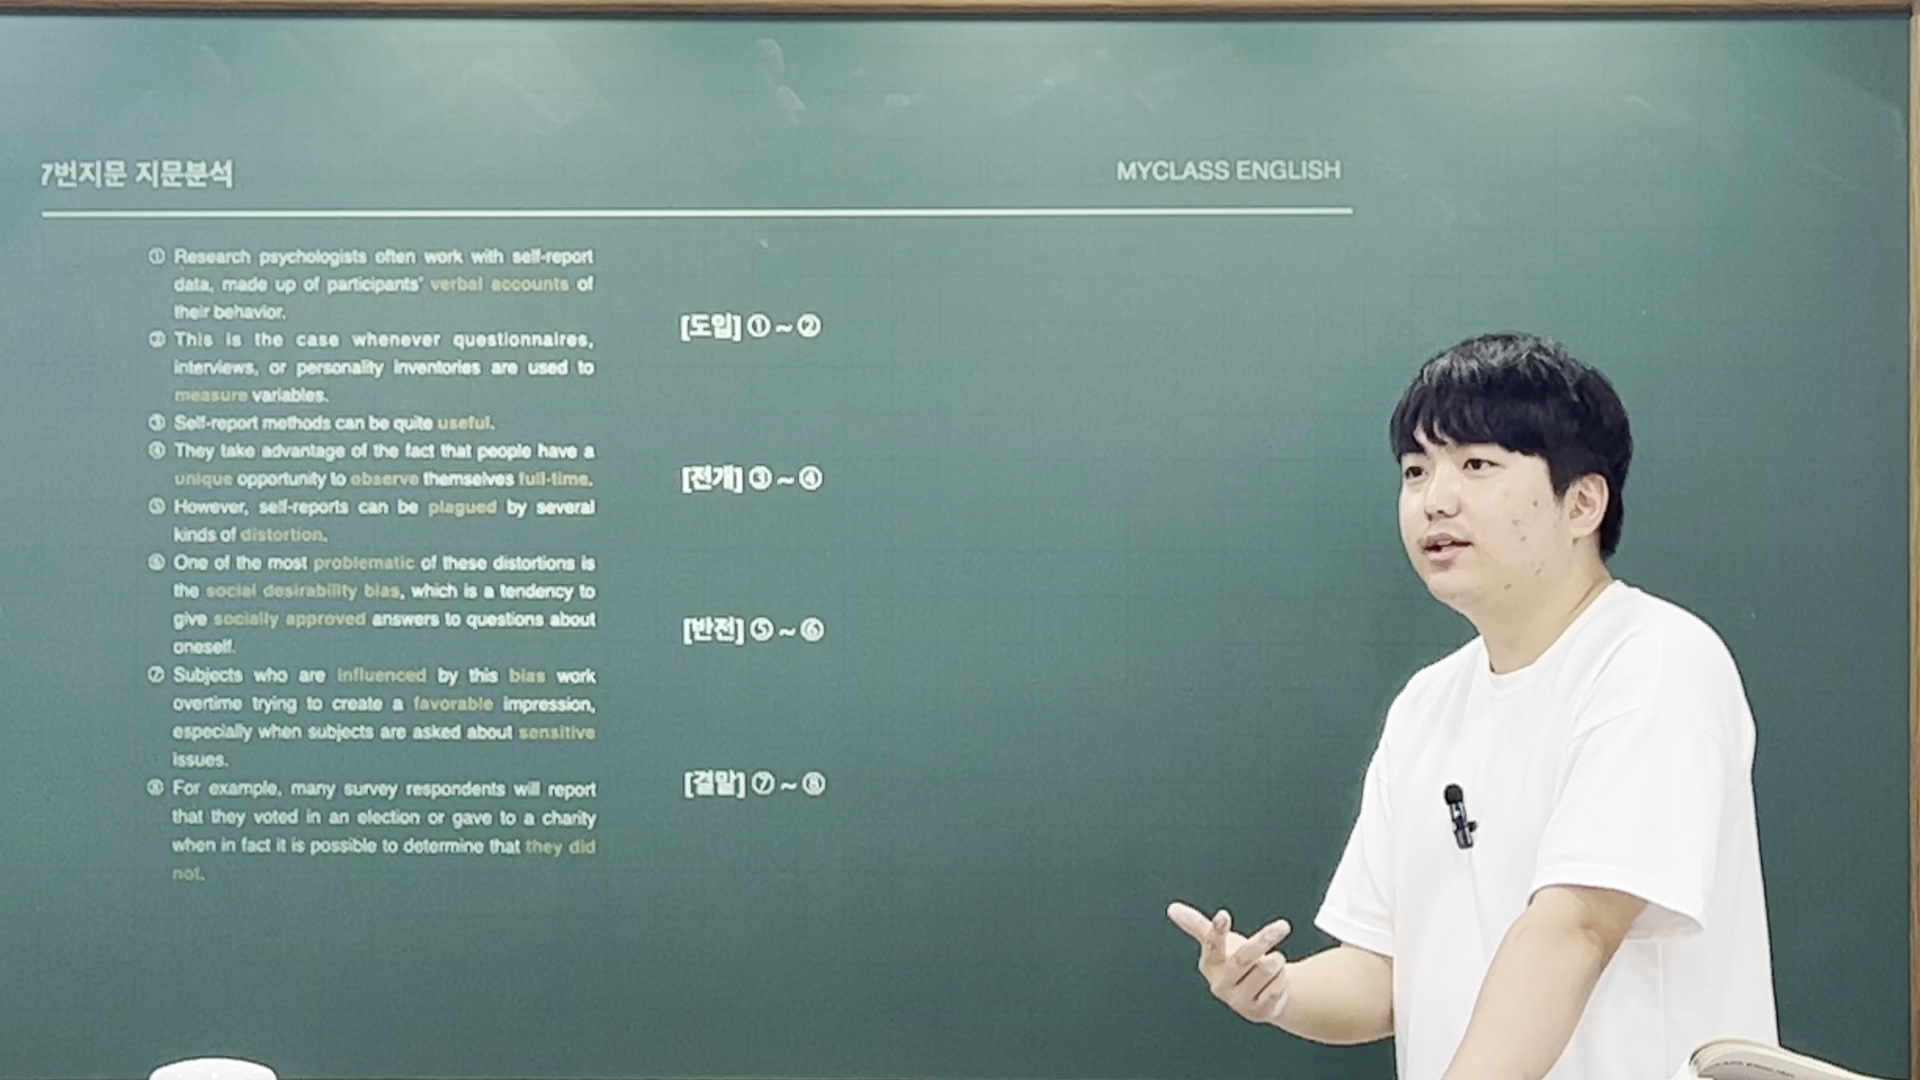 7번지문 지문분석
MYCLASS ENGLISH
① Research psychologists often work with self-report
data, made up of participants' verbal accounts of
their behavior.
② This is the case whenever questionnaires,
interviews, or personality inventories are used to
measure variables.
③ Self-report methods can be quite useful.
④ They take advantage of the fact that people have a
unique opportunity to observe themselves full-time.
⑤ However, self-reports can be plagued by several
kinds of distortion.
⑥ One of the most problematic of these distortions is
the social desirability bias, which is a tendency to
give socially approved answers to questions about
oneself.
⑦ Subjects who are influenced by this bias work
overtime trying to create a favorable impression,
especially when subjects are asked about sensitive
issues.
⑧ For example, many survey respondents will report
that they voted in an election or gave to a charity
when in fact it is possible to determine that they did
not.
[도입] ① ~ ②
[전개] ③ ~ ④
[반전] ⑤ ~ ⑥
[결말] ⑦ ~ ⑧